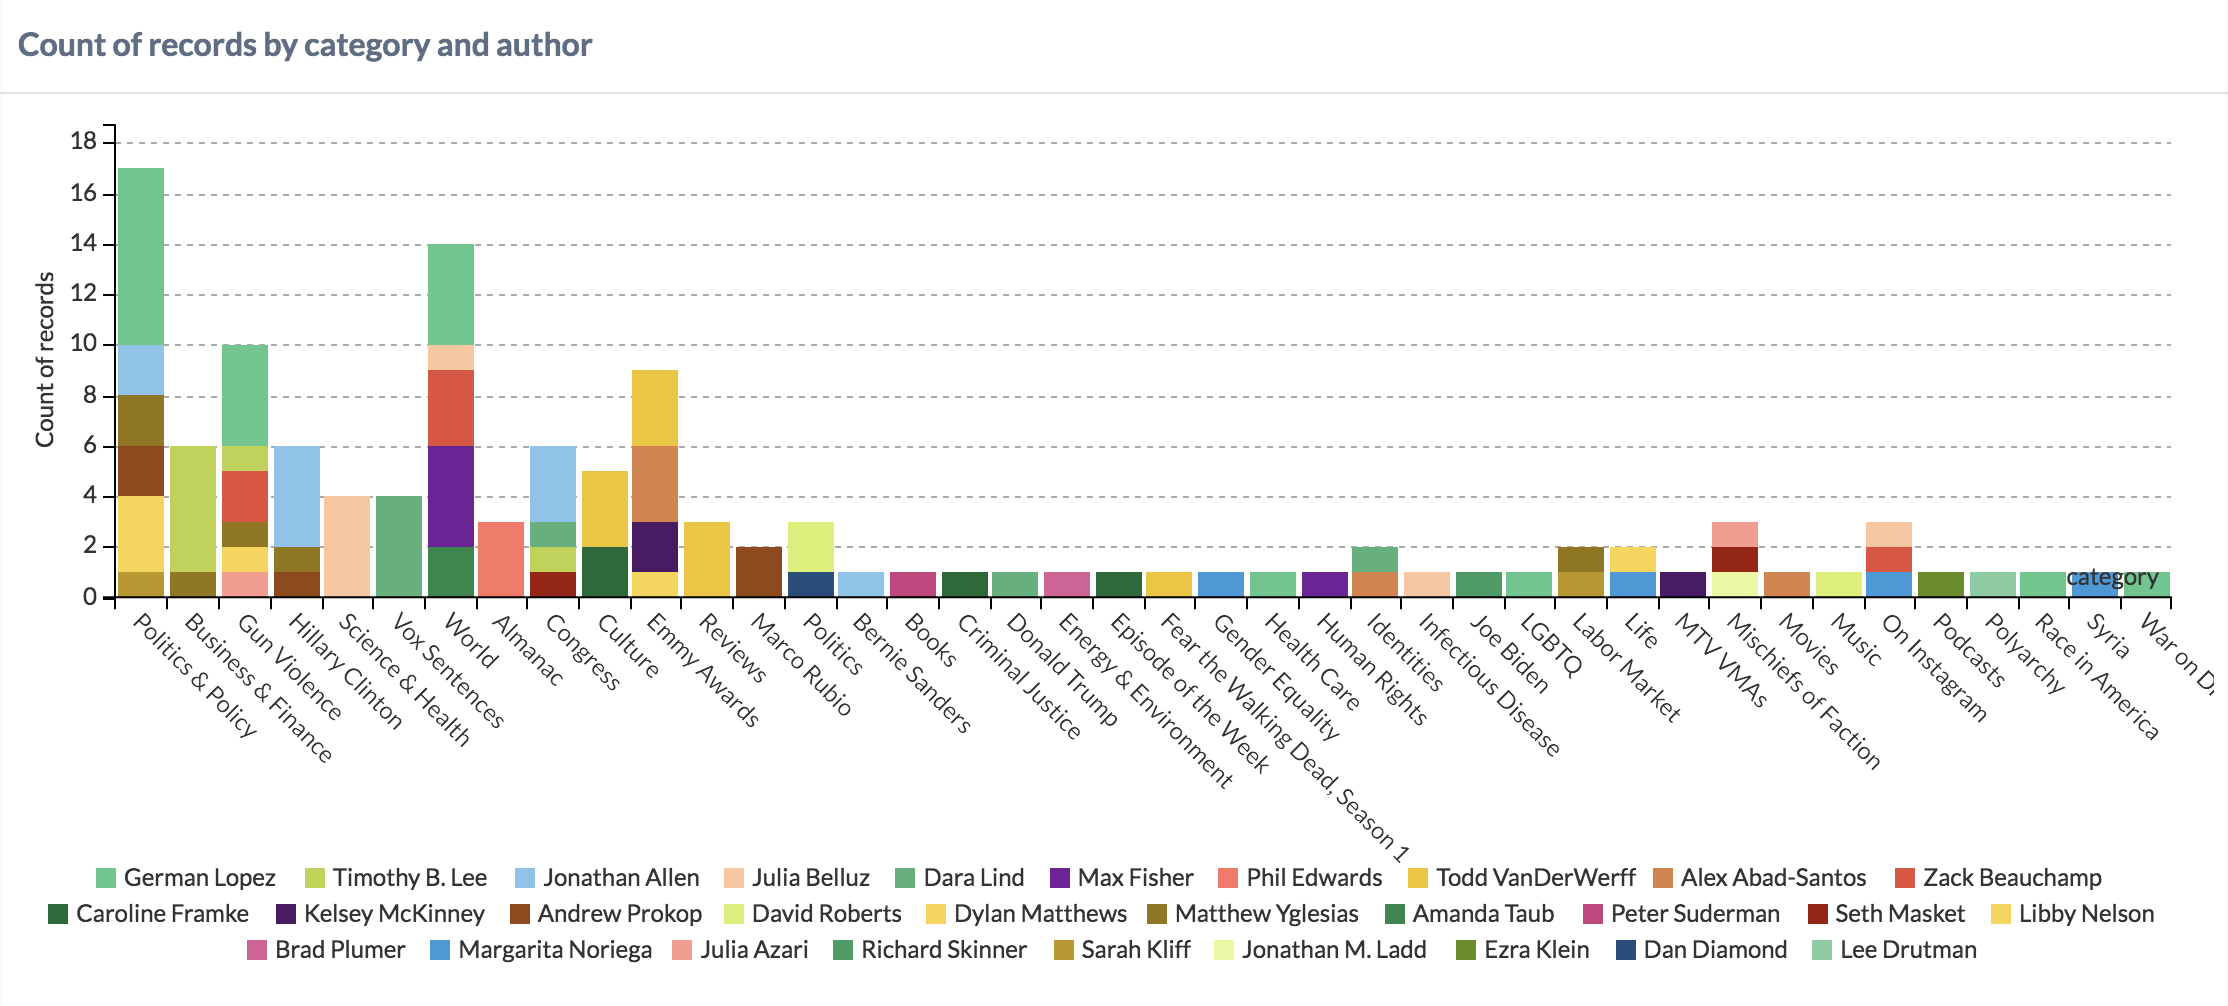 Count of records by category and author
Count of records
18
16
14
12
10
8
6
4
2
0
category
Politics & Policy
Business & Finance
Gun Violence
Hillary Clinton
Science & Health
Vox Sentences
World
Almanac
Congress
Culture
Emmy Awards
Reviews
Marco Rubio
Politics
Bernie Sanders
Books
Criminal Justice
Donald Trump
Energy & Environment
Episode of the Week
Fear the Walking Dead, Season 1
Gender Equality
Health Care
Human Rights
Identities
Infectious Disease
Joe Biden
LGBTQ
Labor Market
Life
MTV VMAs
Mischiefs of Faction
Movies
Music
On Instagram
Podcasts
Polyarchy
Race in America
Syria
War on
German Lopez Timothy B. Lee Jonathan Allen Julia Belluz Dara Lind Max Fisher Phil Edwards Todd VanDerWerff Alex Abad-Santos Zack Beauchamp
Caroline Framke Kelsey McKinney Andrew Prokop David Roberts Dylan Matthews Matthew Yglesias Amanda Taub Peter Suderman Seth Masket Libby Nelson
Brad Plumer Margarita Noriega Julia Azari Richard Skinner Sarah Kliff Jonathan M. Ladd Ezra Klein Dan Diamond Lee Drutman